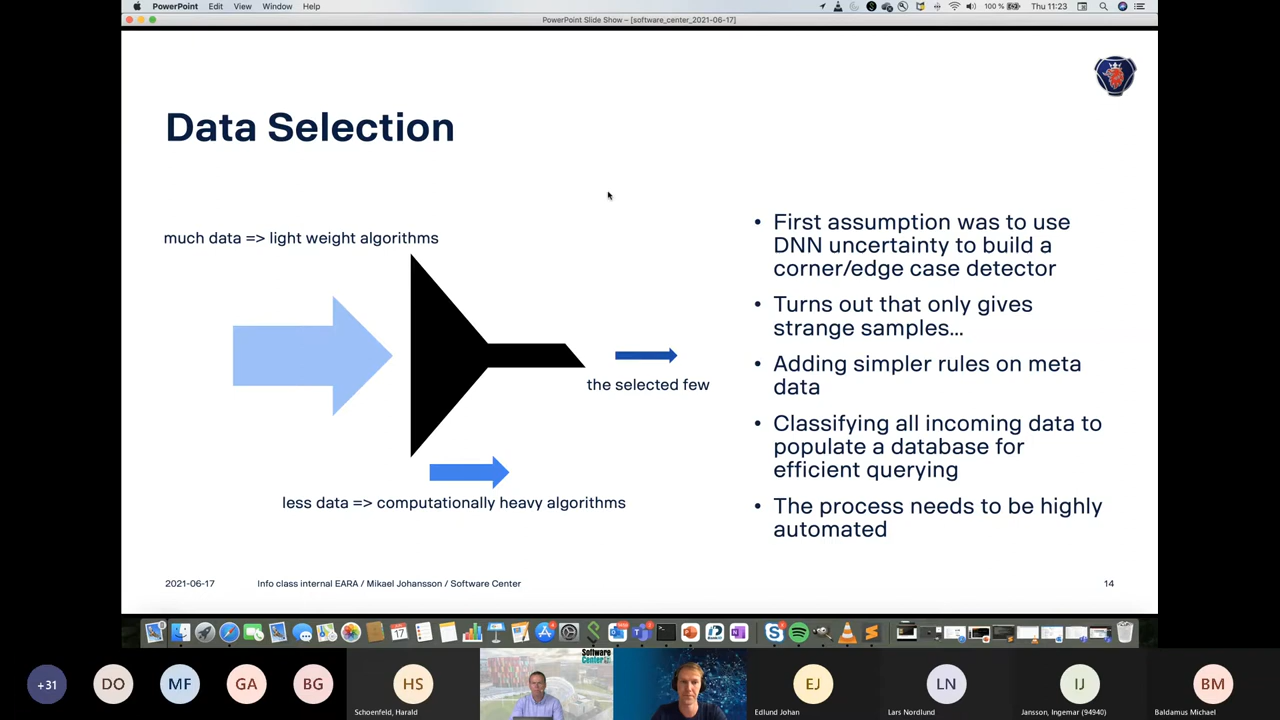 PowerPoint Edit View Window Help
100 % Thu 11:23
PowerPoint Slide Show – [software_center_2021-06-17]
Data Selection
much data => light weight algorithms
the selected few
less data => computationally heavy algorithms
• First assumption was to use
DNN uncertainty to build a
corner/edge case detector
• Turns out that only gives
strange samples...
• Adding simpler rules on meta
data
• Classifying all incoming data to
populate a database for
efficient querying
• The process needs to be highly
automated
2021-06-17 Info class internal EARA / Mikael Johansson / Software Center 14
Software
Center
+31 DO MF GA BG HS EJ LN IJ BM
Schoenfeld, Harald Edlund Johan Lars Nordlund Jansson, Ingemar (94940) Baldamus Michael